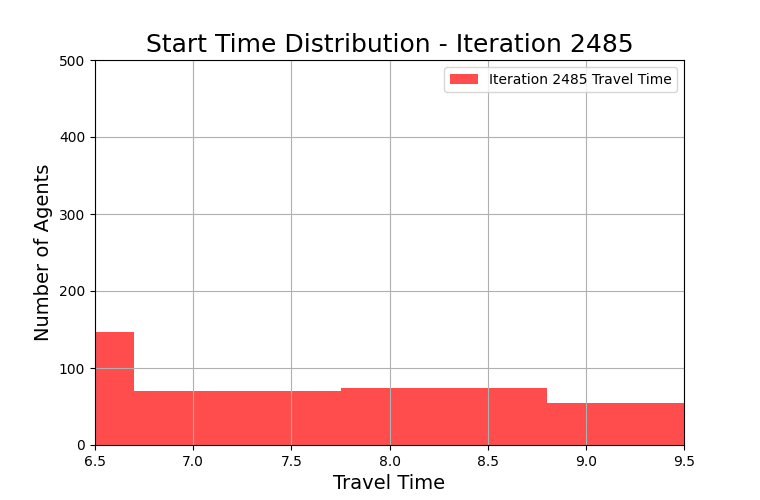 Start Time Distribution - Iteration 2485
Iteration 2485 Travel Time
Number of Agents
500
400
300
200
100
0
6.5 7.0 7.5 8.0 8.5 9.0 9.5
Travel Time